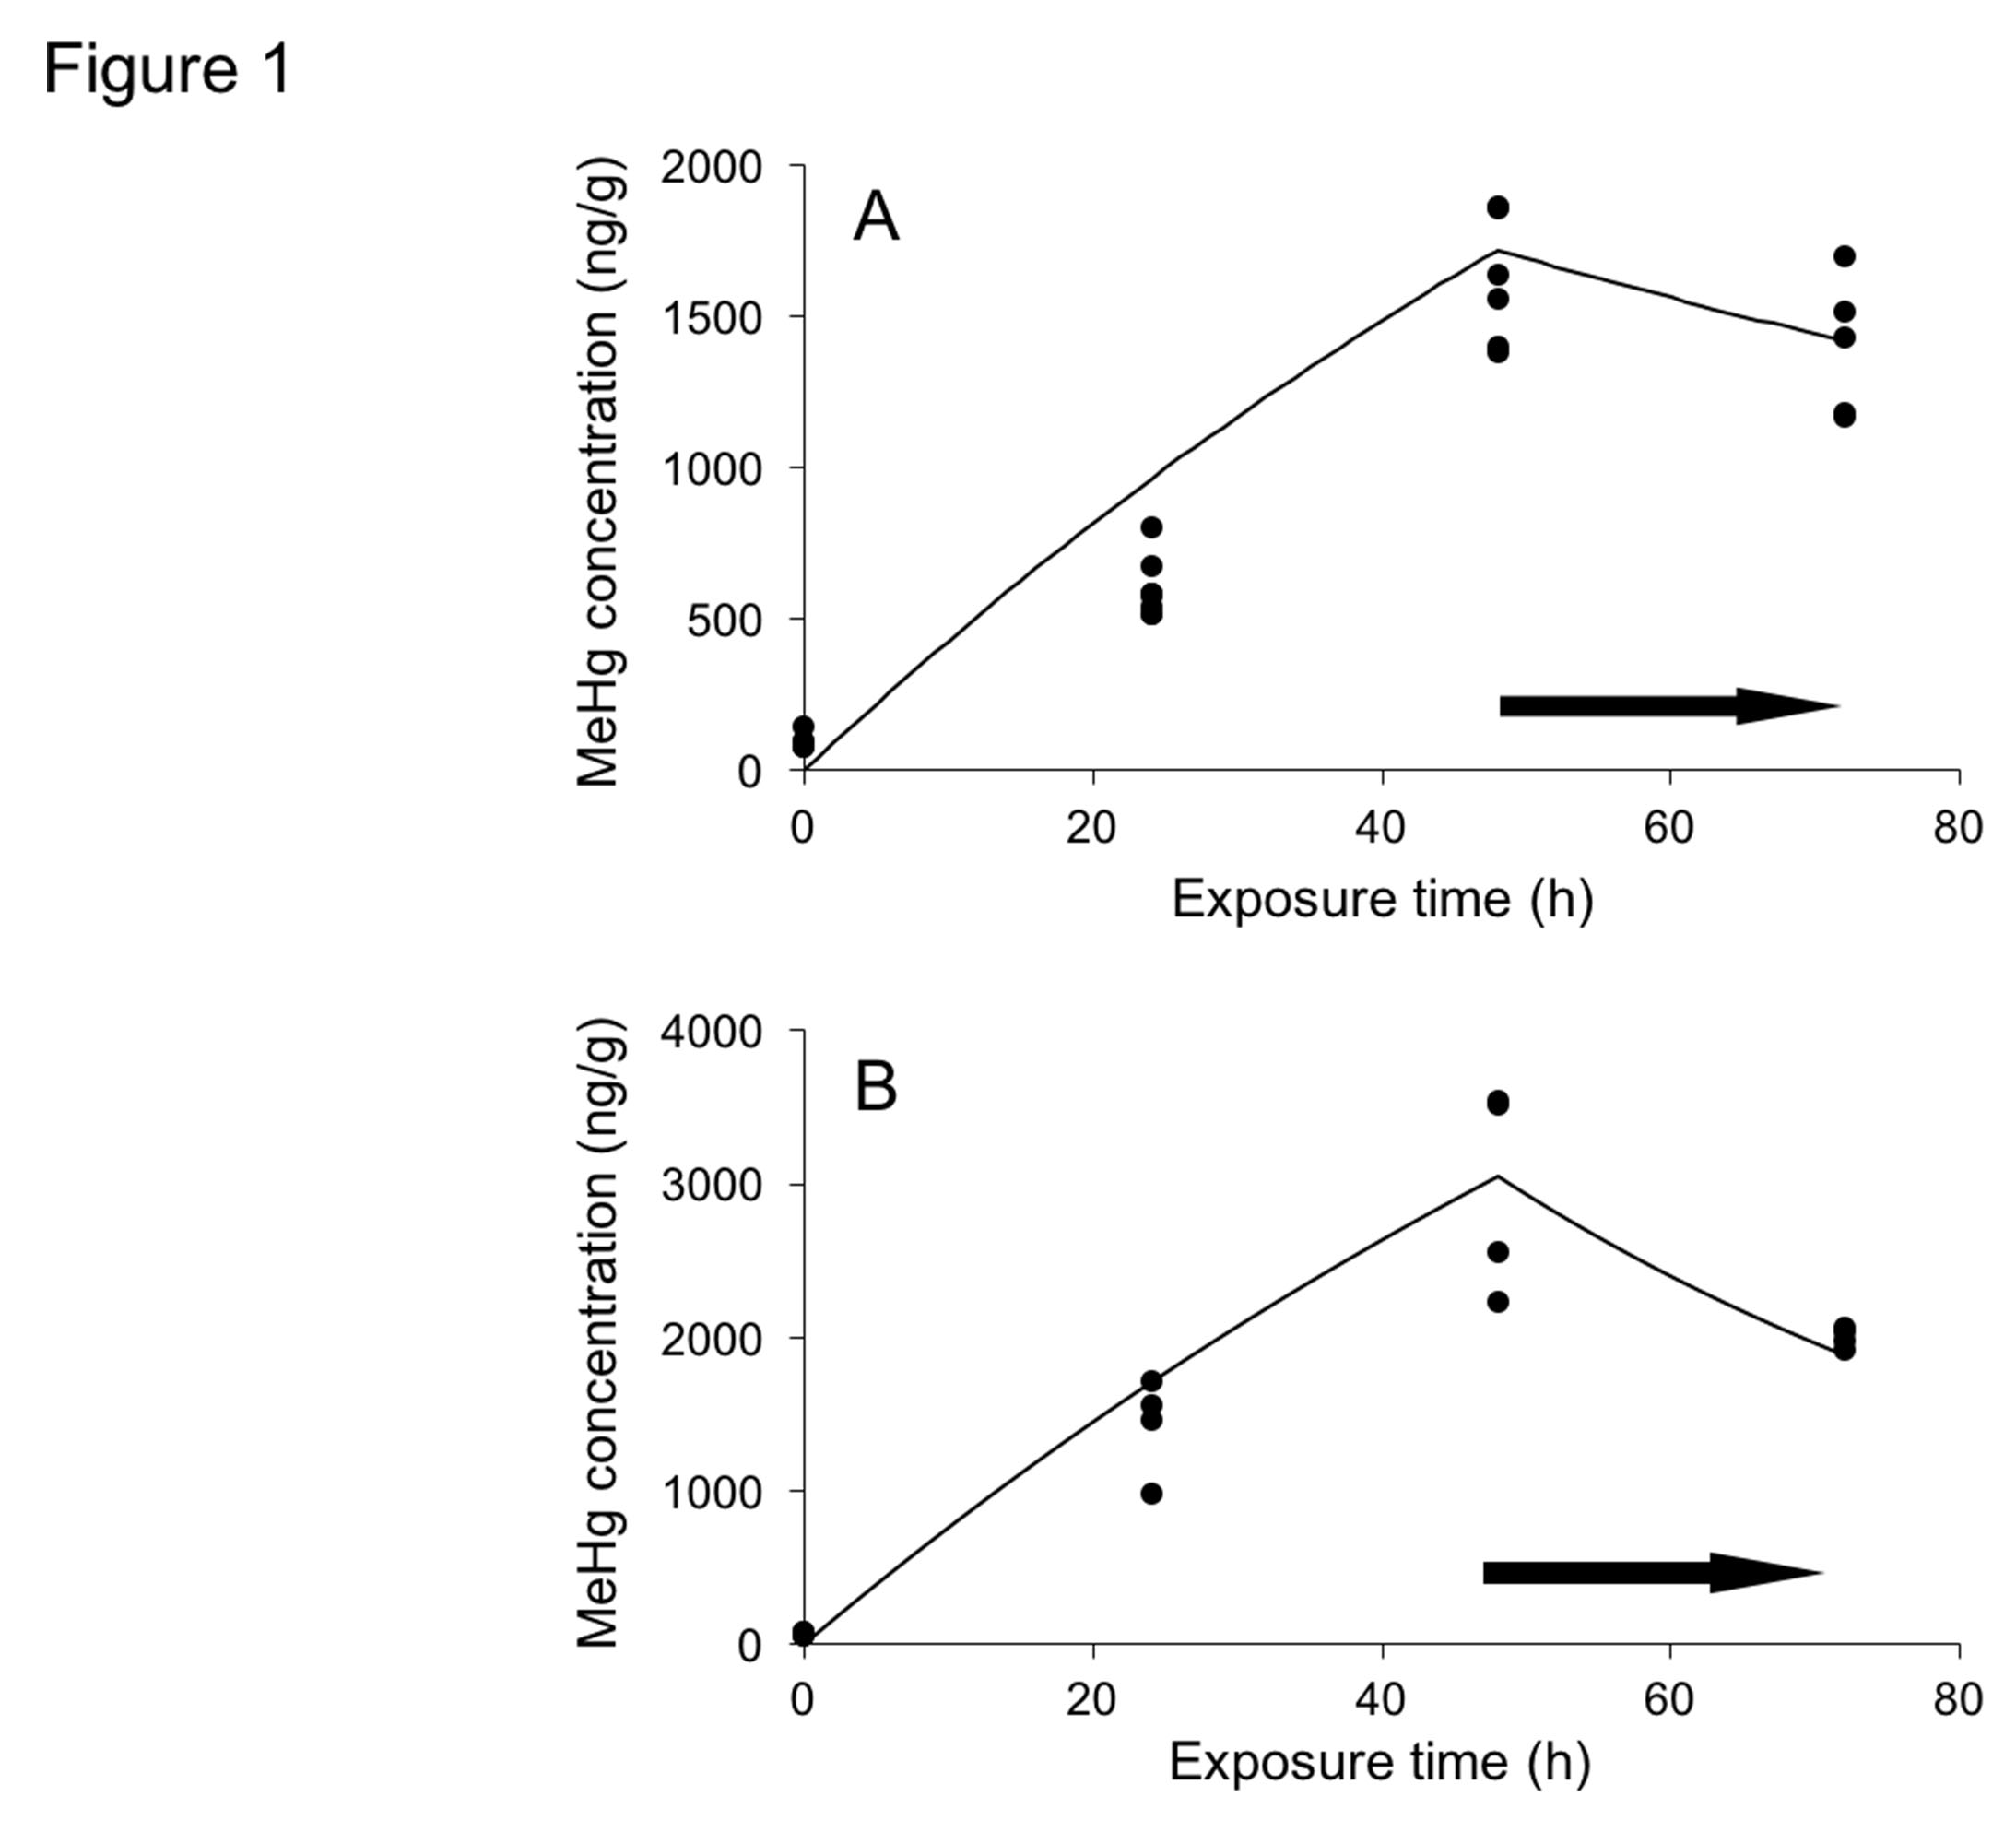 Figure 1
A
MeHg concentration (ng/g)
2000
1500
1000
500
0
0 20 40 60 80
Exposure time (h)
B
MeHg concentration (ng/g)
4000
3000
2000
1000
0
0 20 40 60 80
Exposure time (h)